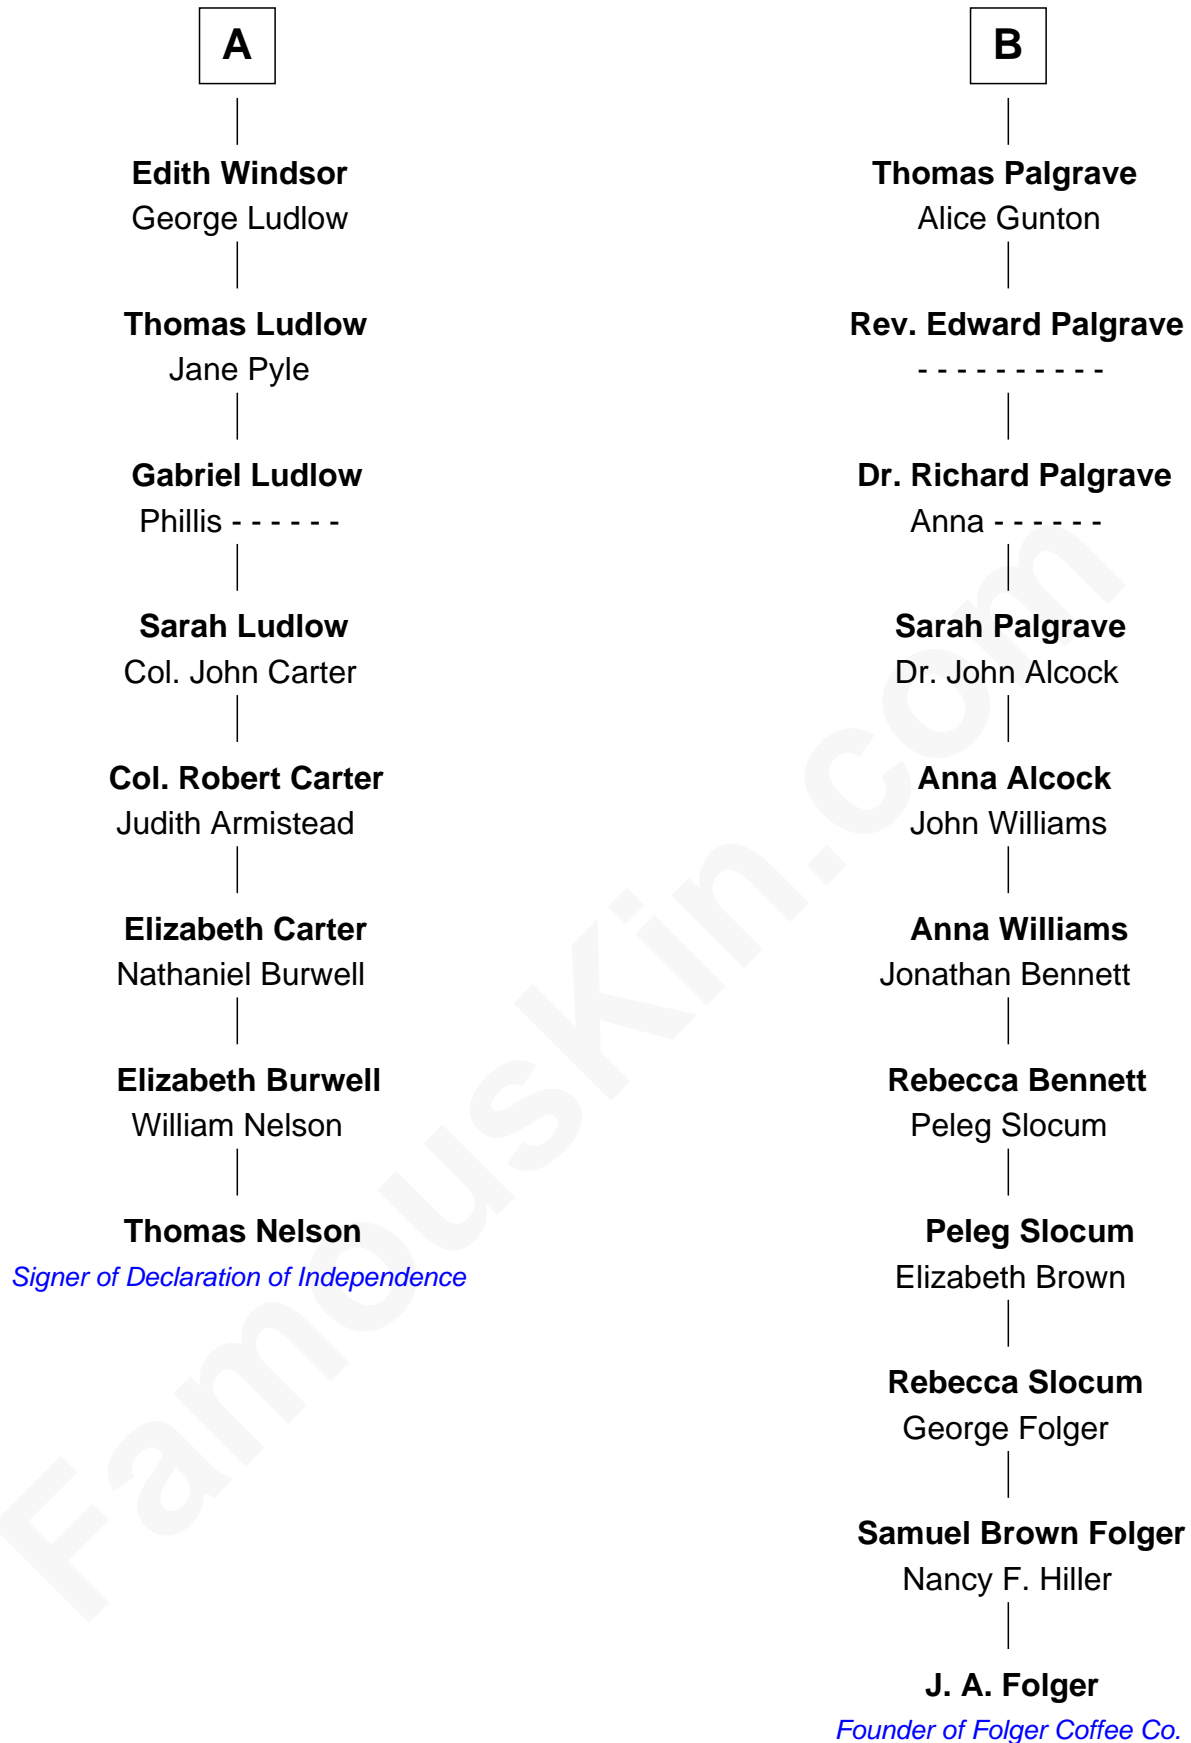 A
Edith Windsor
George Ludlow
Thomas Ludlow
Jane Pyle
Gabriel Ludlow
Phillis - - - - - -
Sarah Ludlow
Col. John Carter
Col. Robert Carter
Judith Armistead
Elizabeth Carter
Nathaniel Burwell
Elizabeth Burwell
William Nelson
Thomas Nelson
Signer of Declaration of Independence
B
Thomas Palgrave
Alice Gunton
Rev. Edward Palgrave
- - - - - - - - - -
Dr. Richard Palgrave
Anna - - - - - -
Sarah Palgrave
Dr. John Alcock
Anna Alcock
John Williams
Anna Williams
Jonathan Bennett
Rebecca Bennett
Peleg Slocum
Peleg Slocum
Elizabeth Brown
Rebecca Slocum
George Folger
Samuel Brown Folger
Nancy F. Hiller
J. A. Folger
Founder of Folger Coffee Co.
FamousKin.com